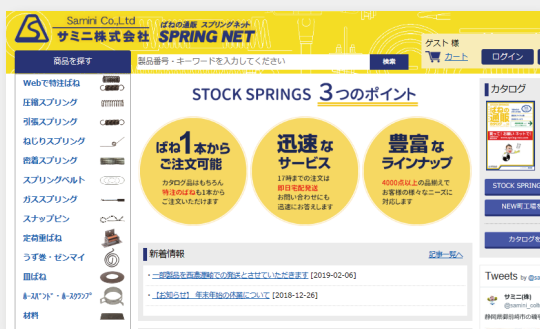 Samini Co.,Ltd
サミニ株式会社
ばねの通販 スプリングネット
SPRING NET
ゲスト 様
カート
ログイン
商品を探す
製品番号・キーワードを入力してください
検索
Webで特注ばね
圧縮スプリング
引張スプリング
ねじりスプリング
密着スプリング
スプリングベルト
ガススプリング
スナップピン
定荷重ばね
うず巻・ゼンマイ
皿ばね
ﾎｰｽﾊﾞﾝﾄﾞ・ﾎｰｽｸﾗﾝﾌﾟ
材料
STOCK SPRINGS 3つのポイント
ばね1本から
ご注文可能
カタログ品はもちろん
特注のばねも1本から
ご注文いただけます
迅速な
サービス
17時までの注文は
即日宅配発送
お問い合わせにも
迅速にお答えします
豊富な
ラインナップ
4000点以上の品揃えで
お客様の様々なニーズに
対応します
新着情報
記事一覧へ
一部製品を西濃運輸での発送とさせていただきます [2019-02-06]
【お知らせ】 年末年始の休業について [2018-12-26]
カタログ
ばねの
通販
STOCK SPRING
NEW町工場
カタログを
Tweets by @sa
サミニ(株)
@samini_coltd